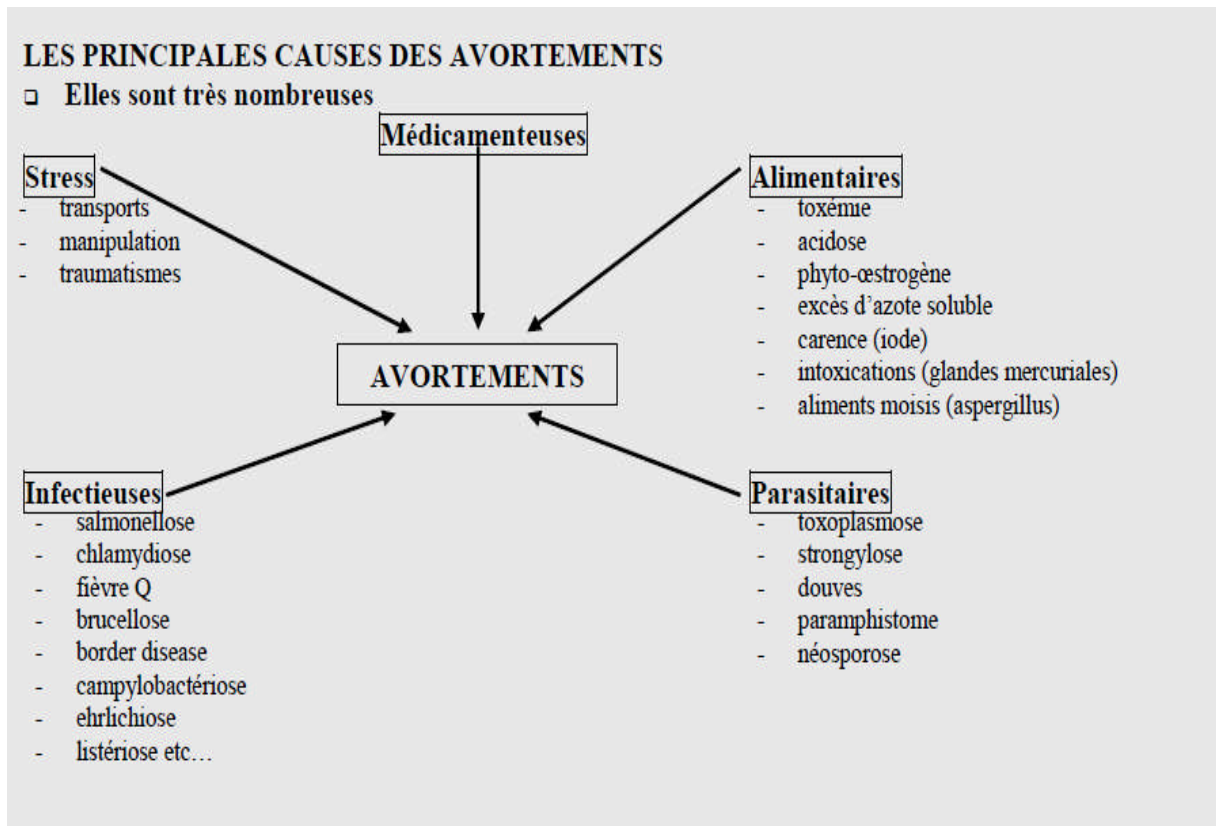 LES PRINCIPALES CAUSES DES AVORTEMENTS
❑ Elles sont très nombreuses
Médicamenteuses
Stress
- transports
- manipulation
- traumatismes
Alimentaires
- toxémie
- acidose
- phyto-œstrogène
- excès d’azote soluble
- carence (iode)
- intoxications (glandes mercuriales)
- aliments moisis (aspergillus)
AVORTEMENTS
Infectieuses
- salmonellose
- chlamydiose
- fièvre Q
- brucellose
- border disease
- campylobactériose
- ehrlichiose
- listériose etc…
Parasitaires
- toxoplasmose
- strongylose
- douves
- paramphistome
- néosporose